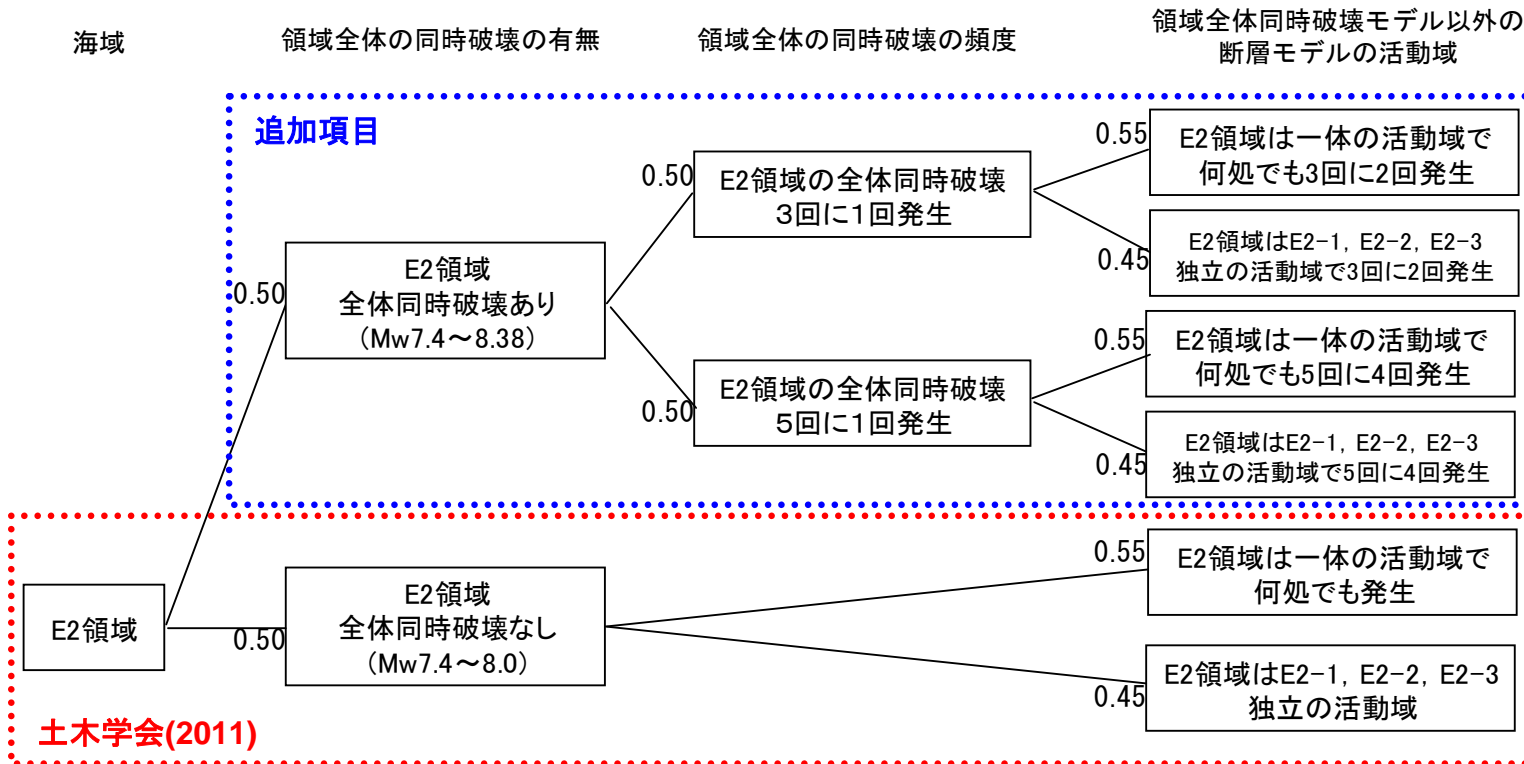 海域
領域全体の同時破壊の有無
領域全体の同時破壊の頻度
領域全体同時破壊モデル以外の
断層モデルの活動域
追加項目
0.50
E2領域
全体同時破壊あり
(Mw7.4～8.38)
0.50
E2領域の全体同時破壊
3回に1回発生
0.55
E2領域は一体の活動域で
何処でも3回に2回発生
0.45
E2領域はE2-1, E2-2, E2-3
独立の活動域で3回に2回発生
0.50
E2領域の全体同時破壊
5回に1回発生
0.55
E2領域は一体の活動域で
何処でも5回に4回発生
0.45
E2領域はE2-1, E2-2, E2-3
独立の活動域で5回に4回発生
E2領域
0.50
E2領域
全体同時破壊なし
(Mw7.4～8.0)
0.55
E2領域は一体の活動域で
何処でも発生
0.45
E2領域はE2-1, E2-2, E2-3
独立の活動域
土木学会(2011)